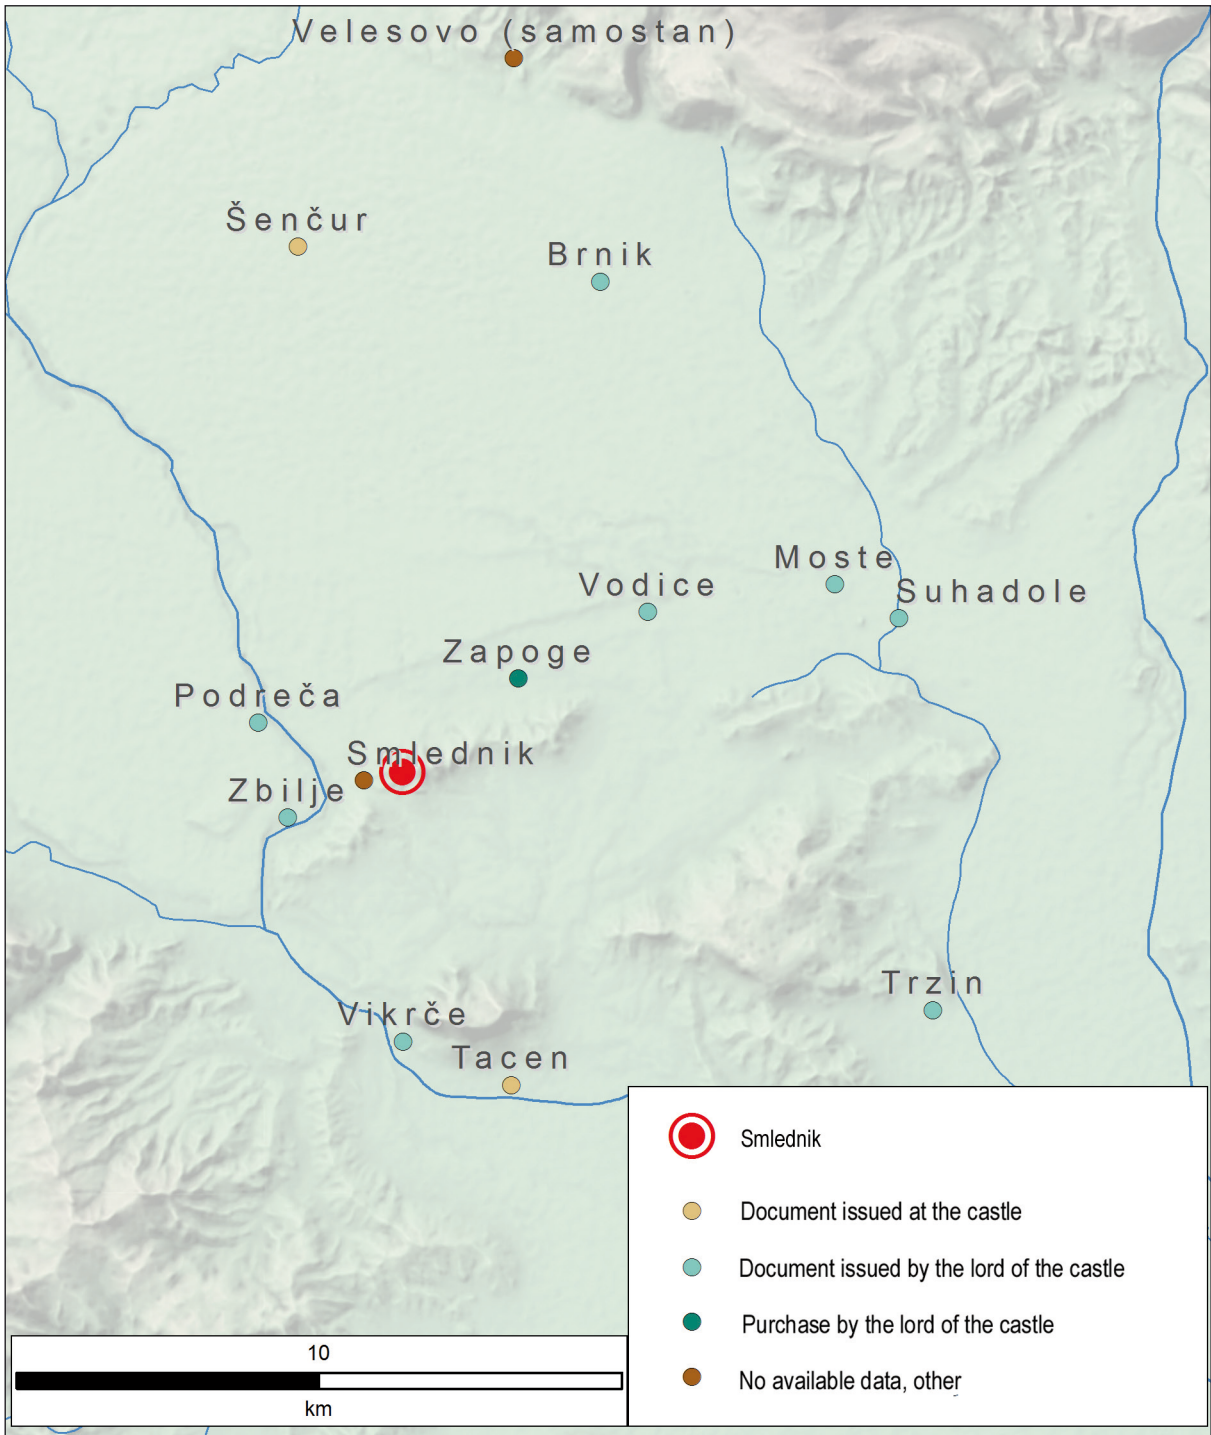 Velesovo (samostan)
Šenčur
Brnik
Moste
Vodice
Suhadole
Zapoge
Podreča
Smlednik
Zbilje
Trzin
Vikrče
Tacen
Smlednik
Document issued at the castle
Document issued by the lord of the castle
Purchase by the lord of the castle
No available data, other
10
km